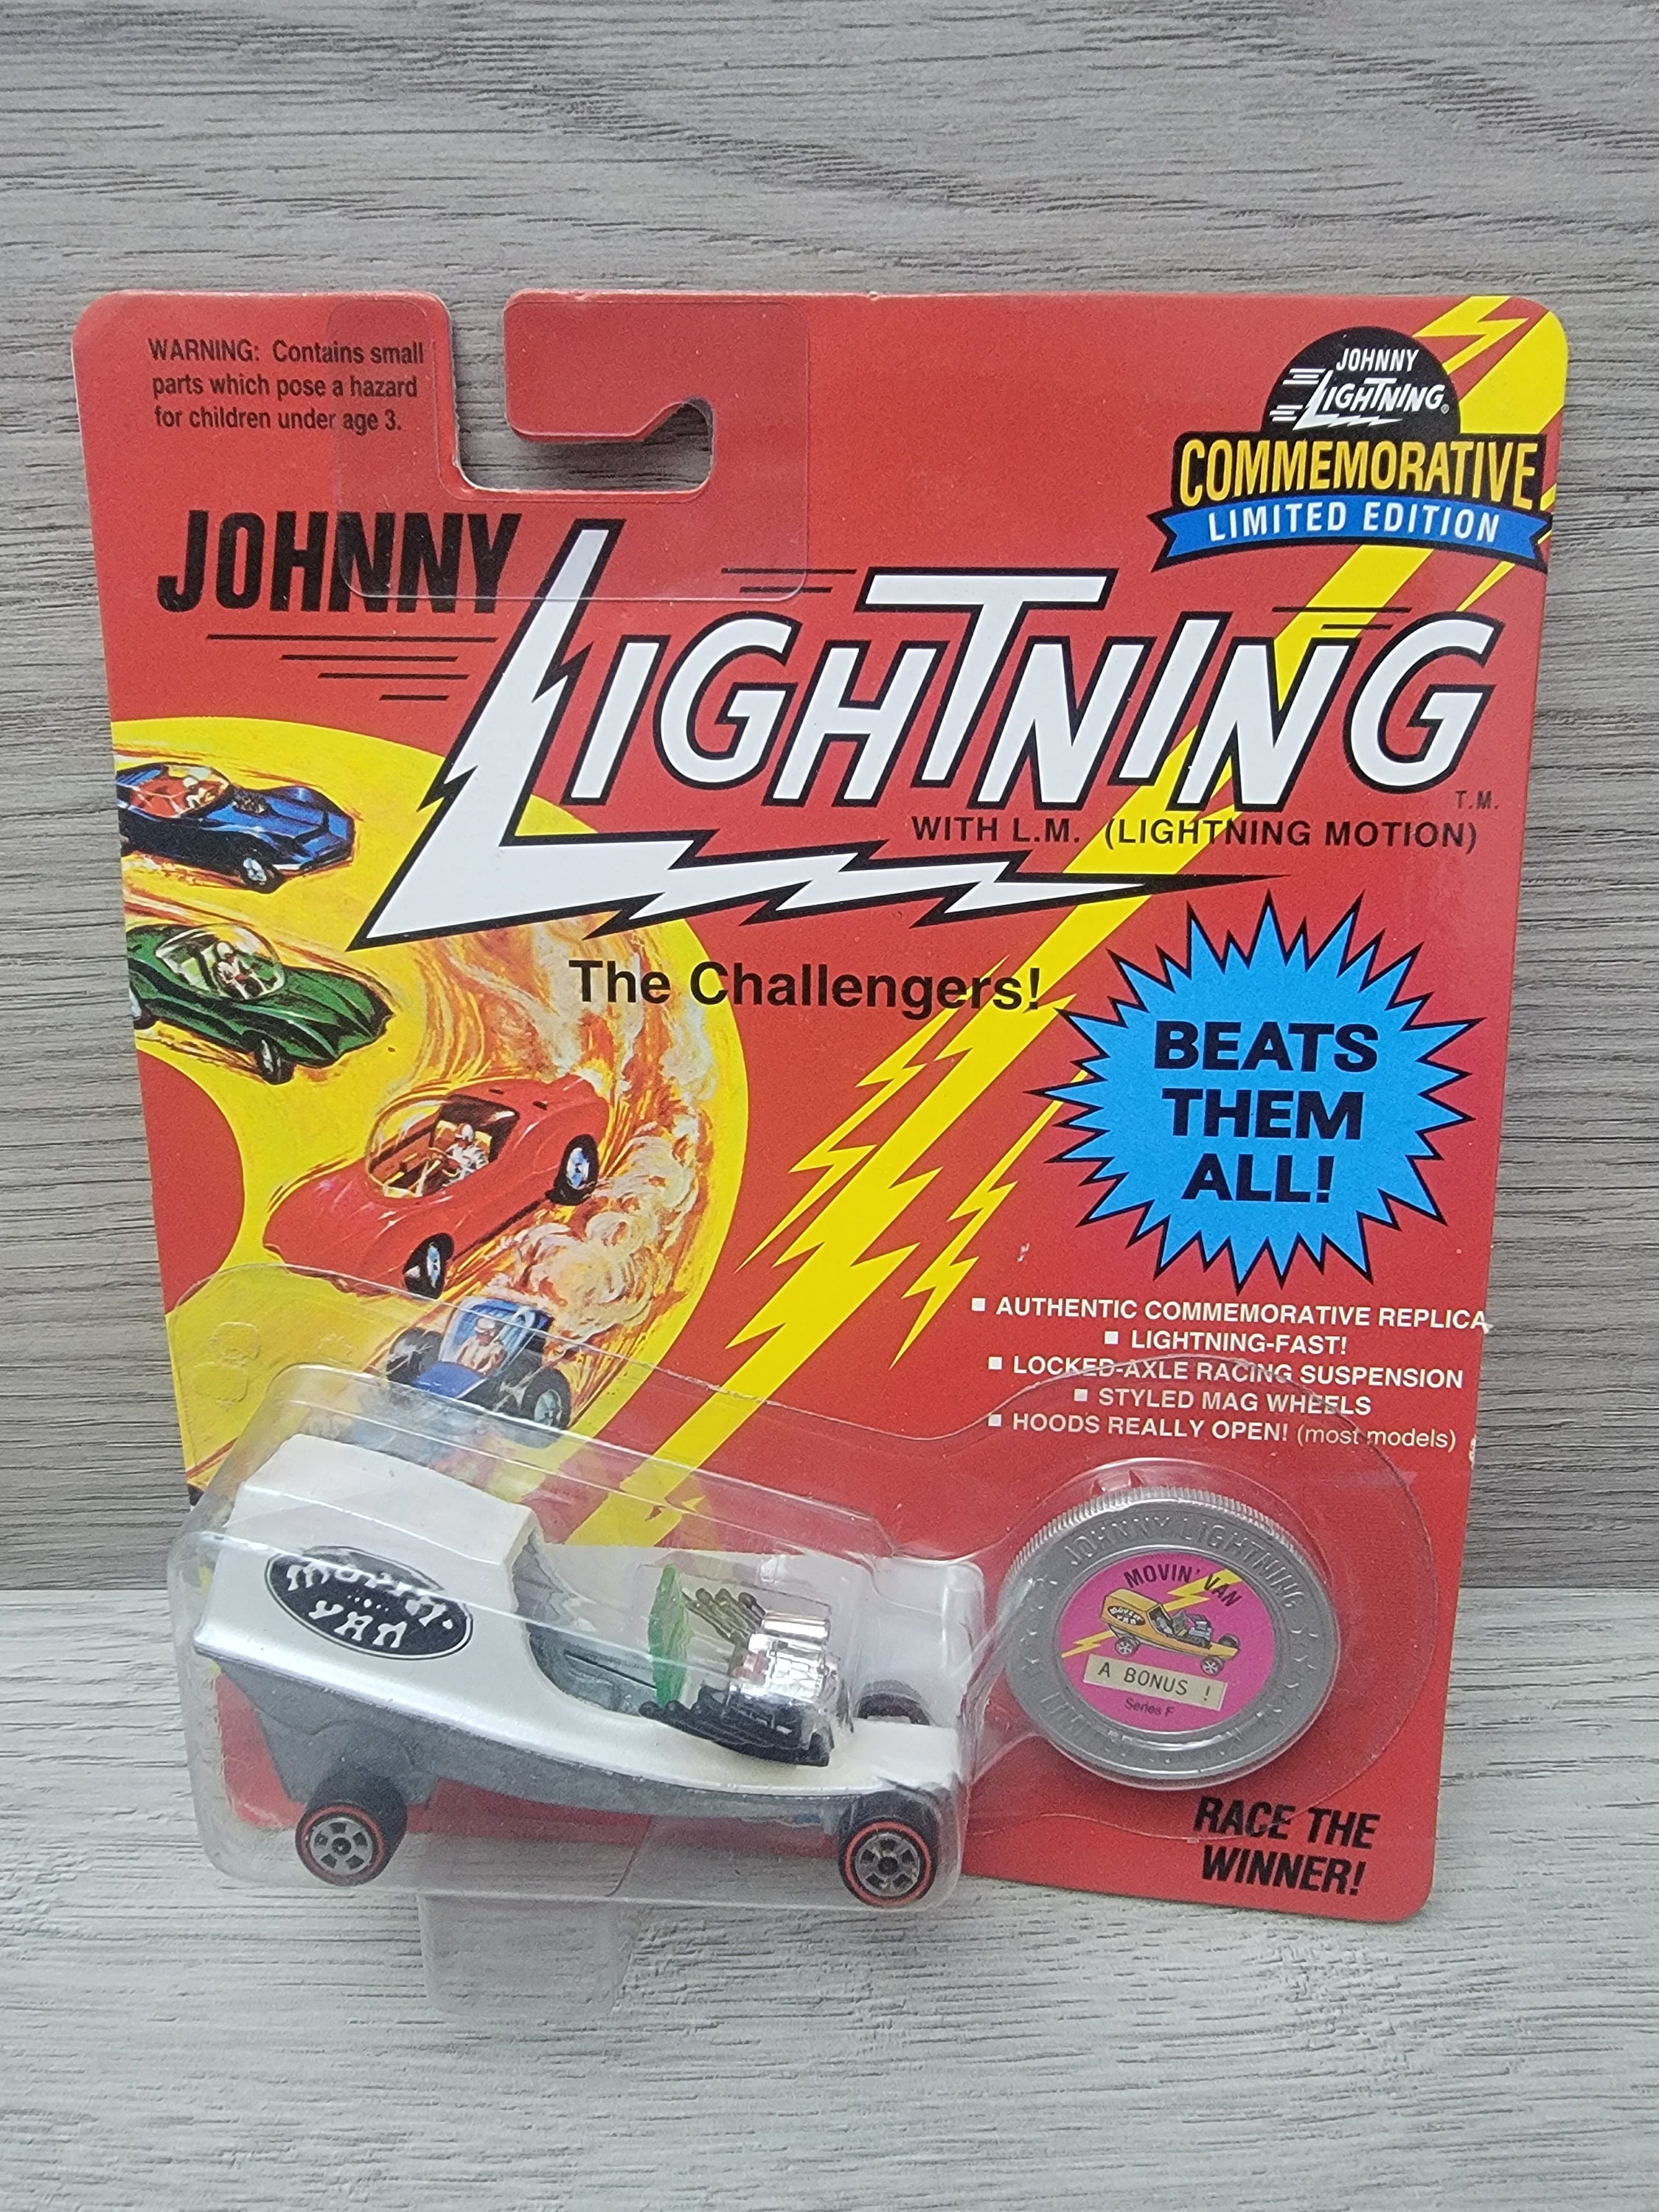 WARNING: Contains small
parts which pose a hazard
for children under age 3.
JOHNNY
LIGHTNING®
COMMEMORATIVE
LIMITED EDITION
JOHNNY
LIGHTNING
T.M.
WITH L.M. (LIGHTNING MOTION)
The Challengers!
BEATS
THEM
ALL!
▪ AUTHENTIC COMMEMORATIVE REPLICA
▪ LIGHTNING-FAST!
▪ LOCKED-AXLE RACING SUSPENSION
▪ STYLED MAG WHEELS
▪ HOODS REALLY OPEN! (most models)
JOHNNY LIGHTNING
MOVIN' VAN
A BONUS !
Series F
MOVIN'
VAN
RACE THE
WINNER!